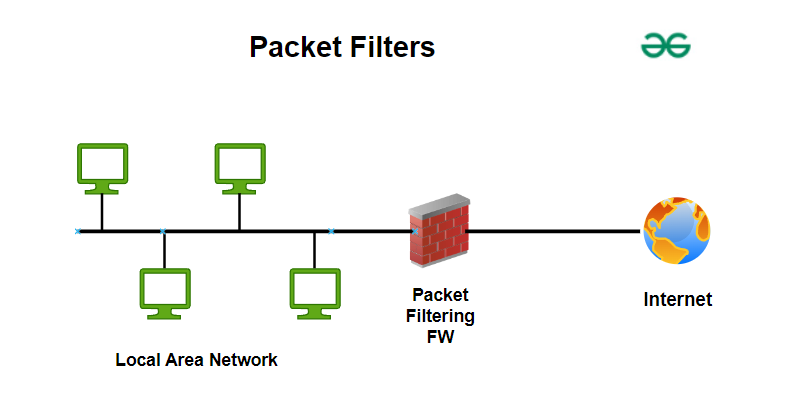 Packet Filters
Packet
Filtering
FW
Internet
Local Area Network